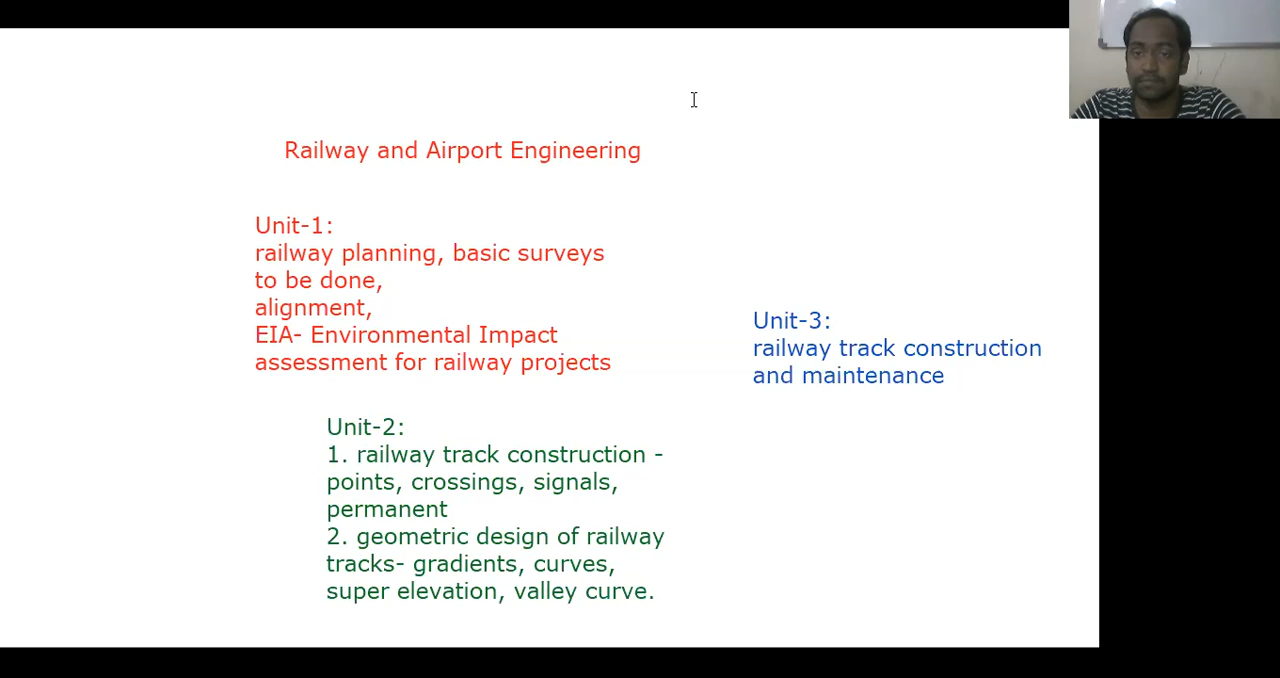 Railway and Airport Engineering
Unit-1:
railway planning, basic surveys
to be done,
alignment,
EIA- Environmental Impact
assessment for railway projects
Unit-2:
1. railway track construction -
points, crossings, signals,
permanent
2. geometric design of railway
tracks- gradients, curves,
super elevation, valley curve.
Unit-3:
railway track construction
and maintenance